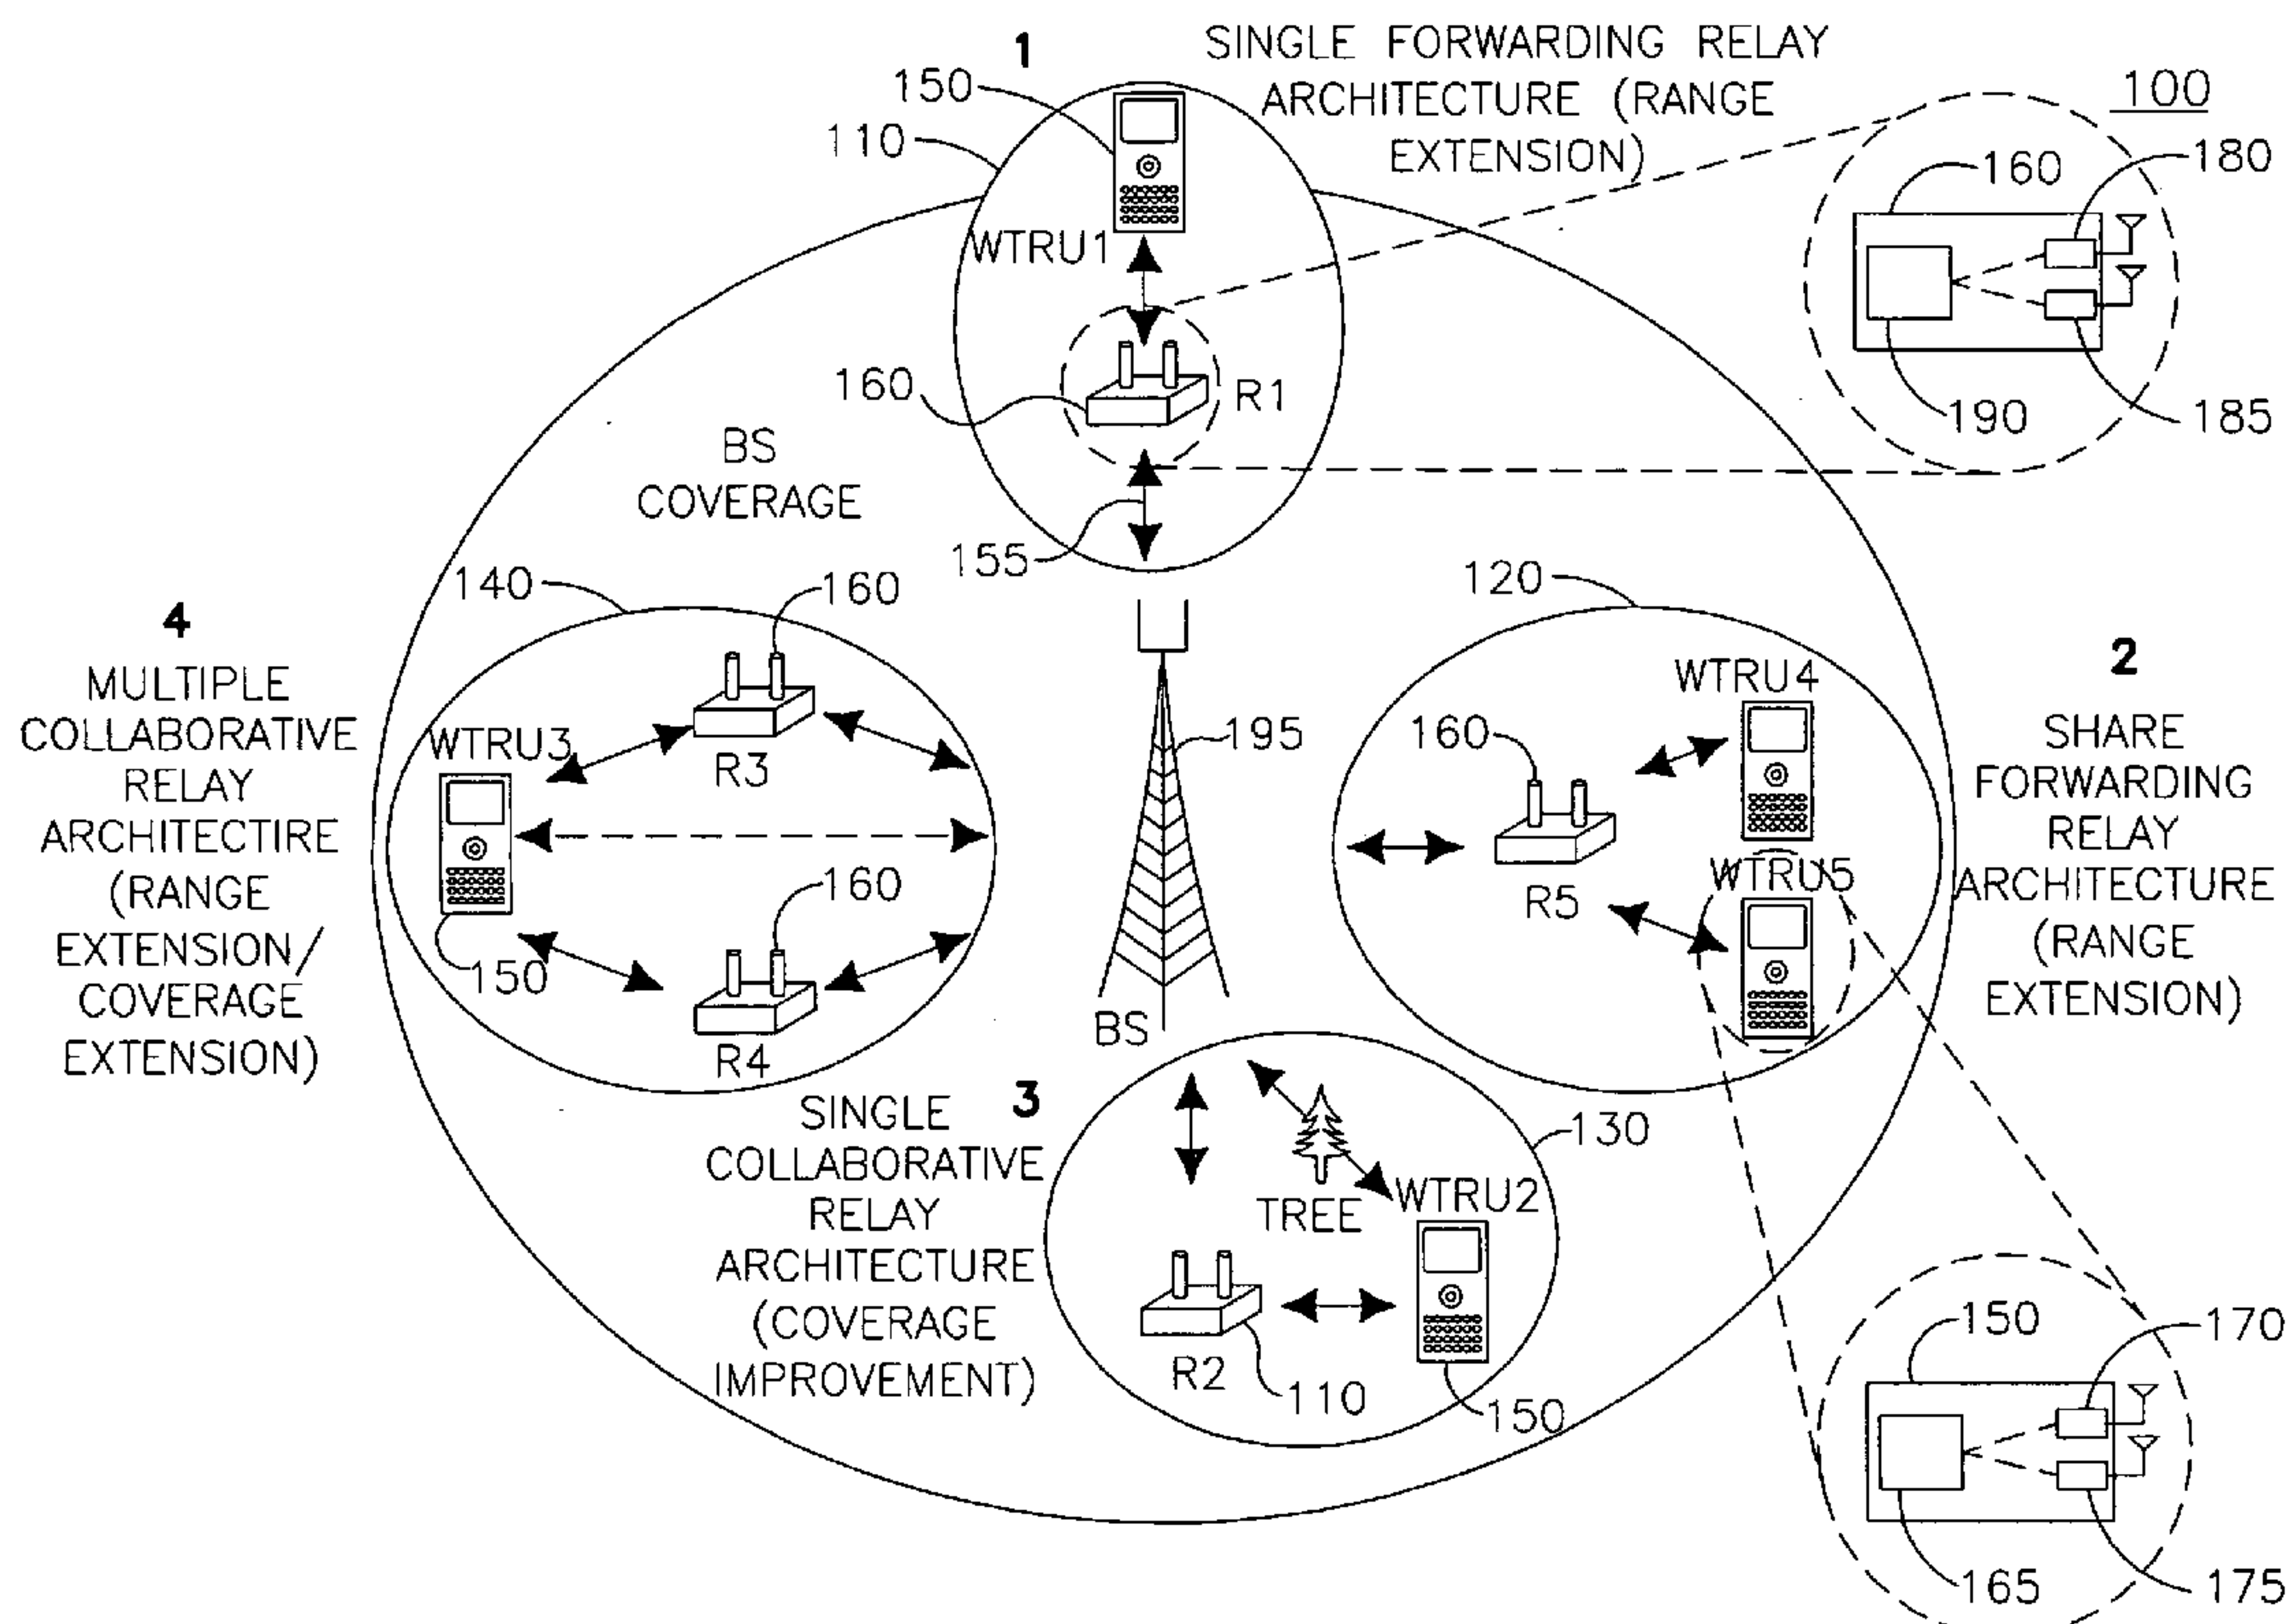 1
SINGLE FORWARDING RELAY
ARCHITECTURE (RANGE
EXTENSION)
100
150
110
WTRU1
160
R1
155
160
180
190
185
BS
COVERAGE
4
MULTIPLE
COLLABORATIVE
RELAY
ARCHITECTIRE
(RANGE
EXTENSION/
COVERAGE
EXTENSION)
140
160
WTRU3
R3
160
150
R4
195
BS
120
WTRU4
160
WTRU5
R5
2
SHARE
FORWARDING
RELAY
ARCHITECTURE
(RANGE
EXTENSION)
3
SINGLE
COLLABORATIVE
RELAY
ARCHITECTURE
(COVERAGE
IMPROVEMENT)
130
TREE
WTRU2
R2
110
150
150
170
165
175